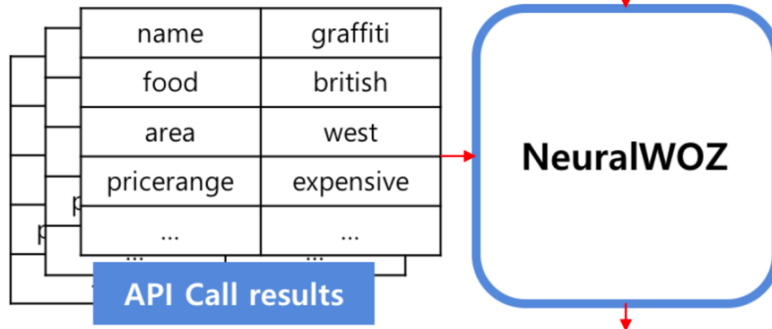 name graffiti
food british
area west
pricerange expensive
... ...
... ...
API Call results
NeuralWOZ